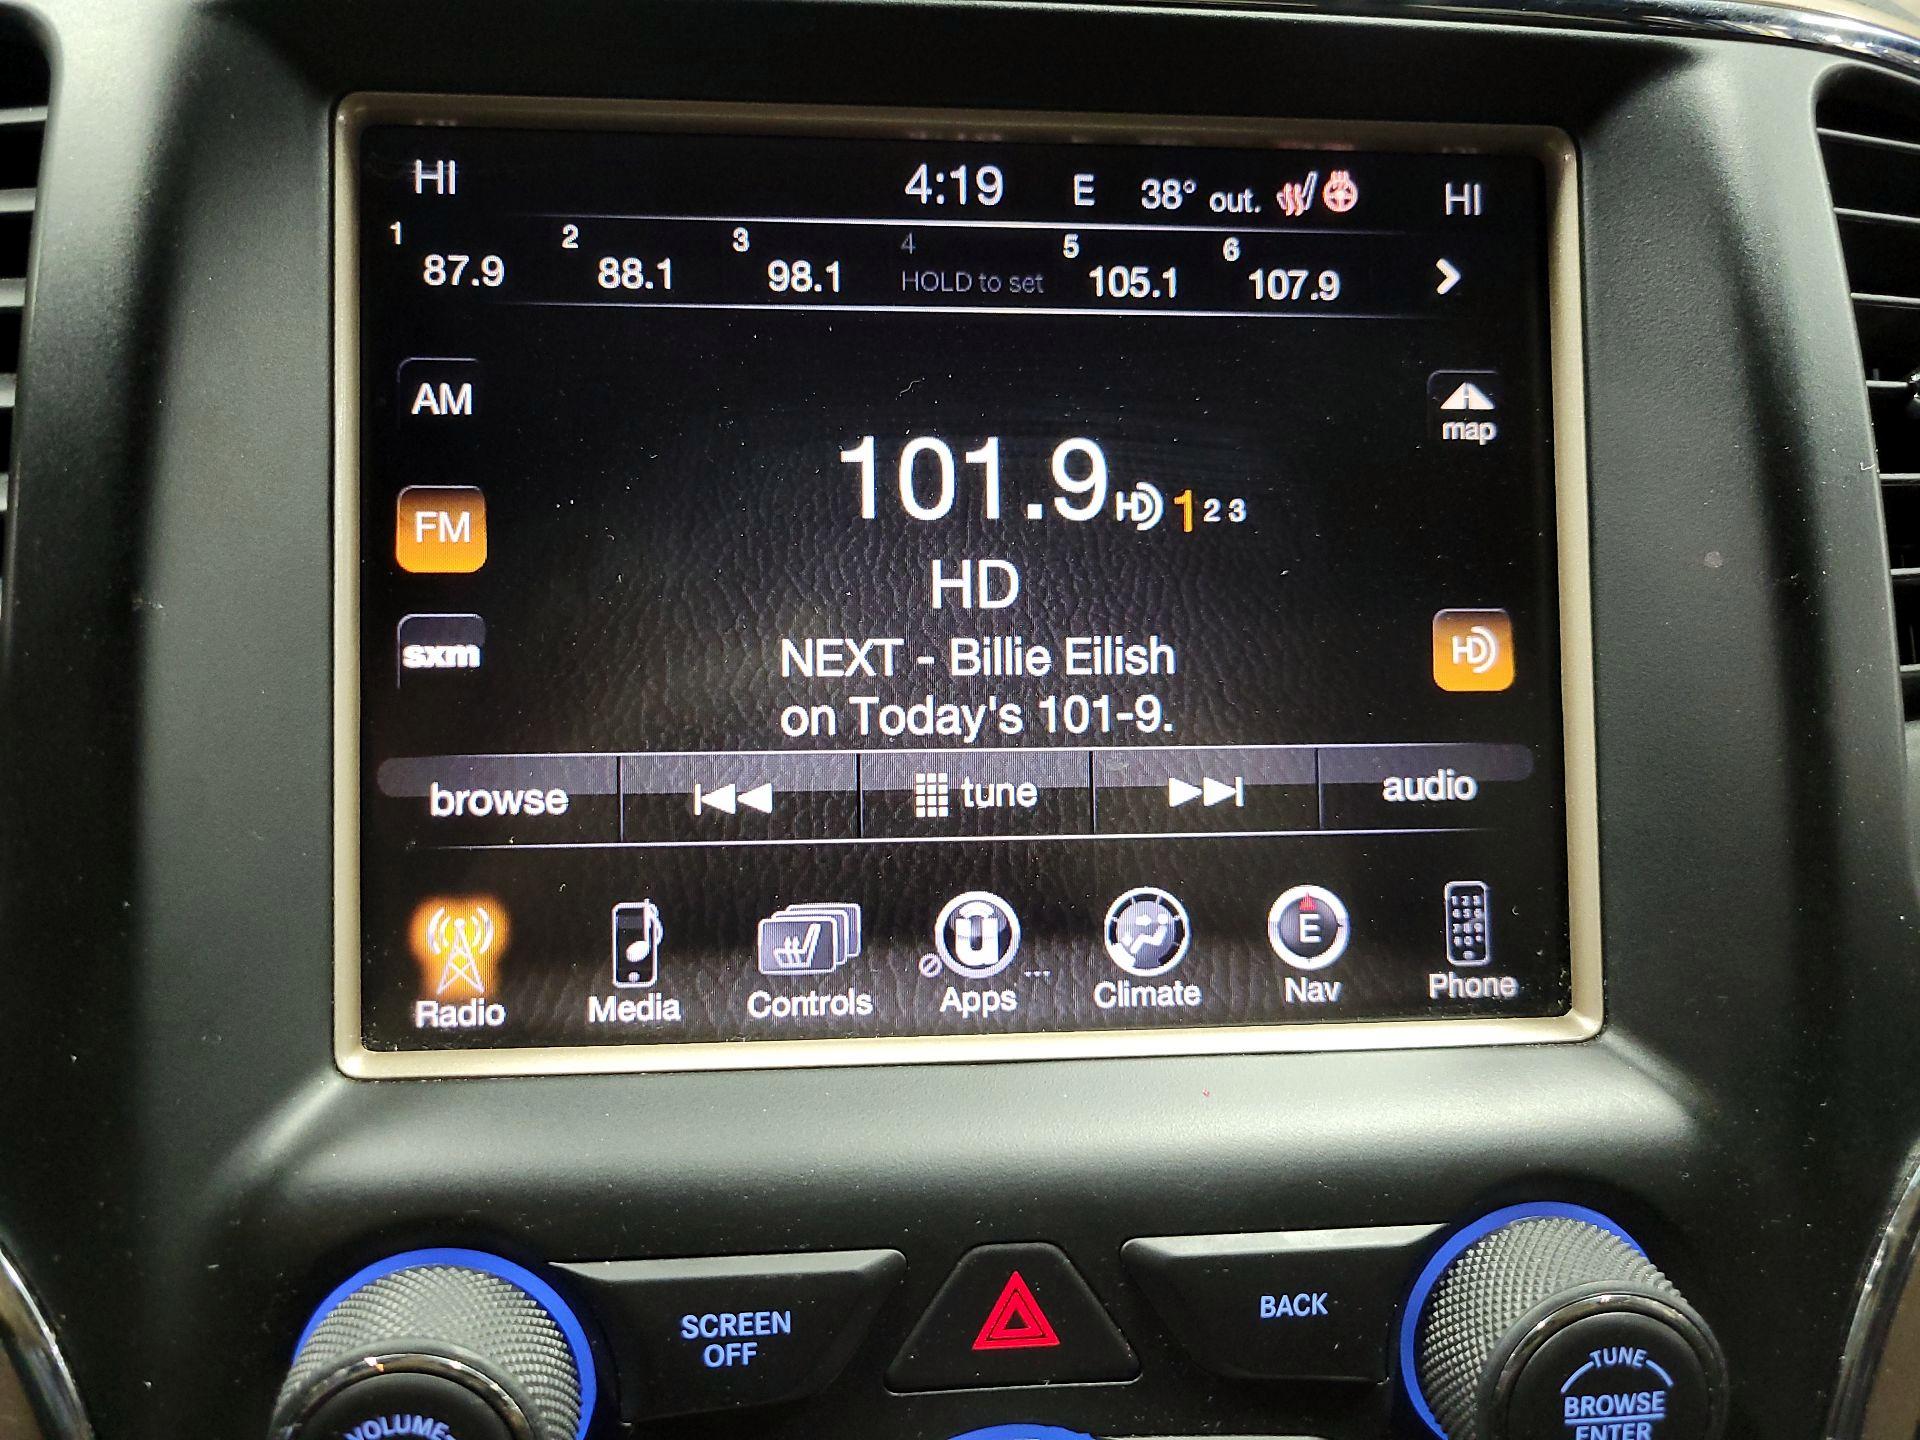 HI 4:19 E 38° out. HI
1 87.9 2 88.1 3 98.1 4 HOLD to set 5 105.1 6 107.9
AM
map
101.9 HD 1 2 3
FM
HD
sxm
NEXT - Billie Eilish
HD
on Today's 101-9.
browse tune audio
Radio Media Controls Apps ... Climate E Nav Phone
SCREEN
OFF
BACK
VOLUME
TUNE
BROWSE
ENTER